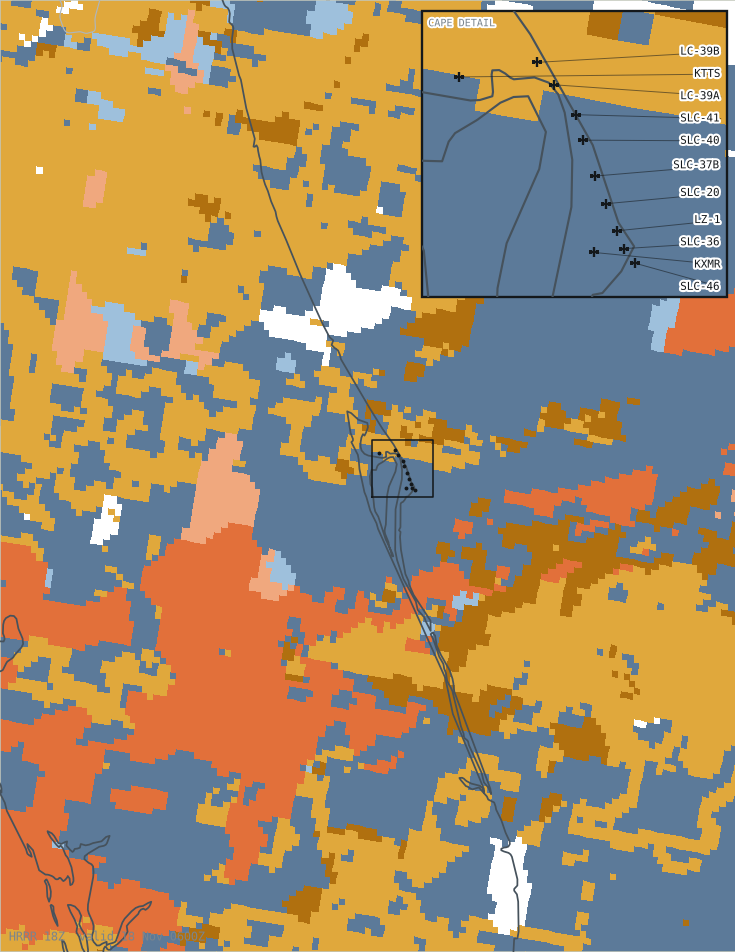 CAPE DETAIL
LC-39B
KTTS
LC-39A
SLC-41
SLC-40
SLC-37B
SLC-20
LZ-1
SLC-36
KXMR
SLC-46
HRRR 18Z